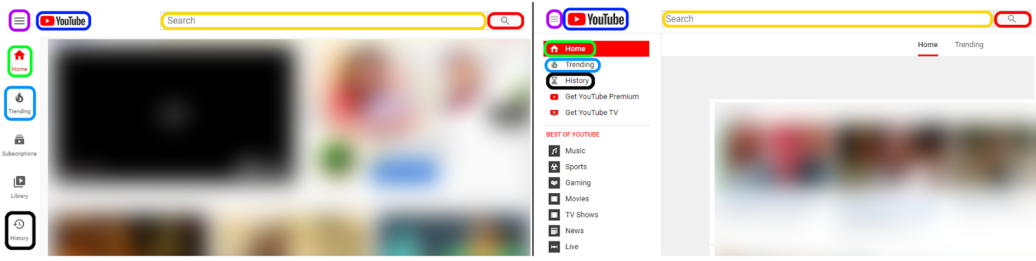 YouTube
Search
Home
Trending
Subscriptions
Library
History
YouTube
Search
Home
Trending
History
Get YouTube Premium
Get YouTube TV
BEST OF YOUTUBE
Music
Sports
Gaming
Movies
TV Shows
News
Live
Home Trending